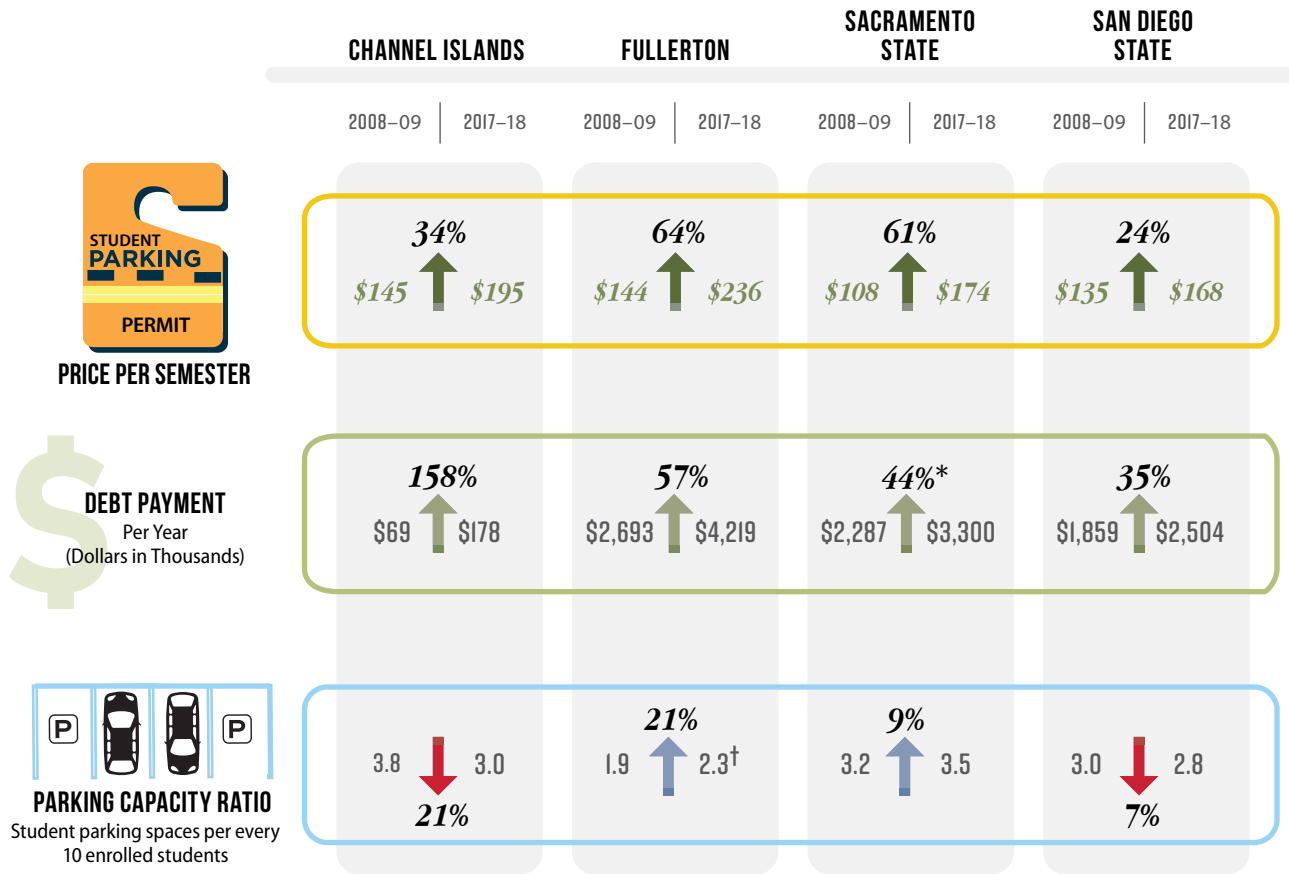 CHANNEL ISLANDS
FULLERTON
SACRAMENTO
STATE
SAN DIEGO
STATE
2008–09 2017–18
2008–09 2017–18
2008–09 2017–18
2008–09 2017–18
STUDENT
PARKING
PERMIT
PRICE PER SEMESTER
34%
$145 $195
64%
$144 $236
61%
$108 $174
24%
$135 $168
$
DEBT PAYMENT
Per Year
(Dollars in Thousands)
158%
$69 $178
57%
$2,693 $4,219
44%*
$2,287 $3,300
35%
$1,859 $2,504
P P
PARKING CAPACITY RATIO
Student parking spaces per every
10 enrolled students
3.8 3.0
21%
21%
1.9 2.3†
9%
3.2 3.5
3.0 2.8
7%